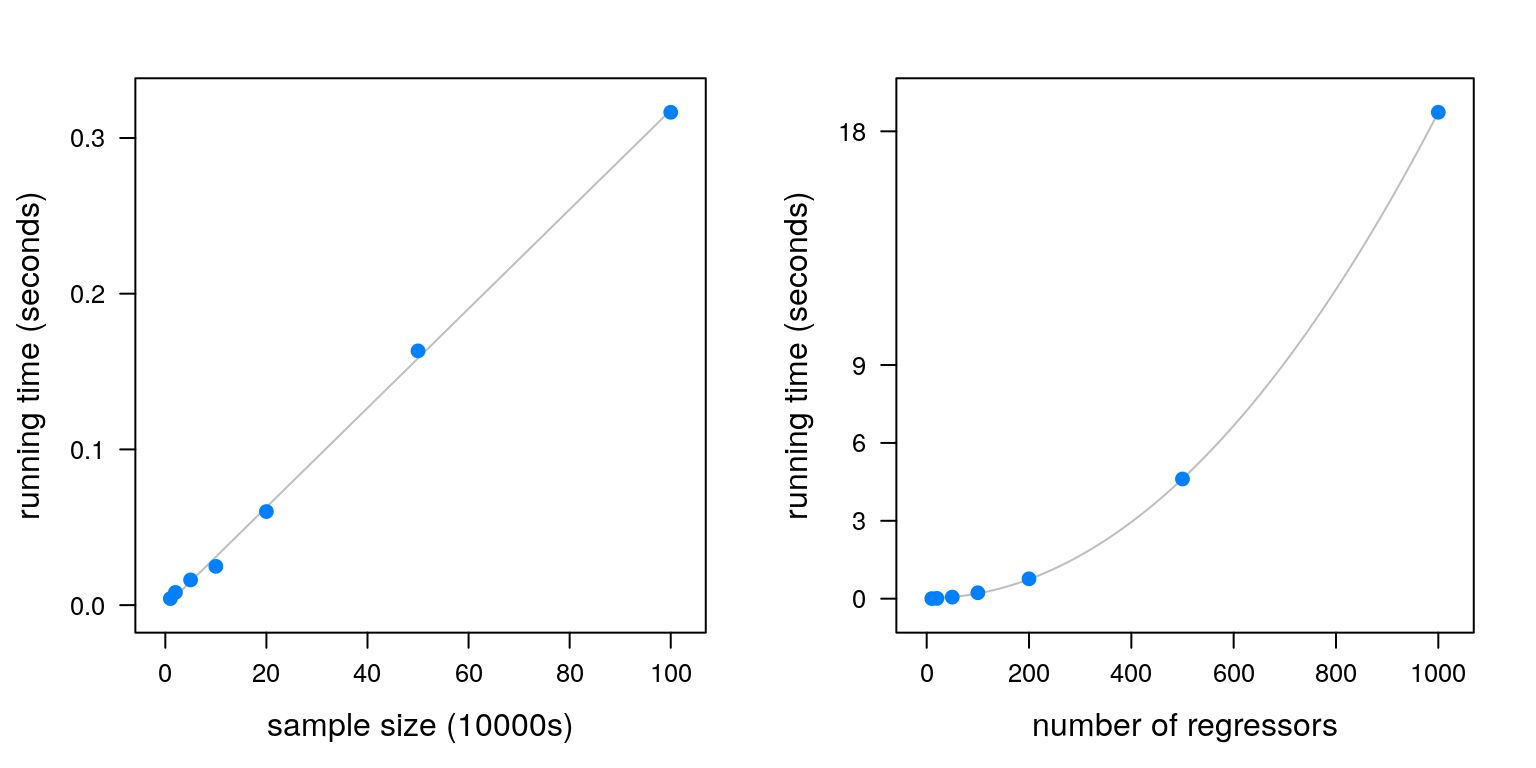 running time (seconds)
0.3
0.2
0.1
0.0
0 20 40 60 80 100
sample size (10000s)
running time (seconds)
18
9
6
3
0
0 200 400 600 800 1000
number of regressors